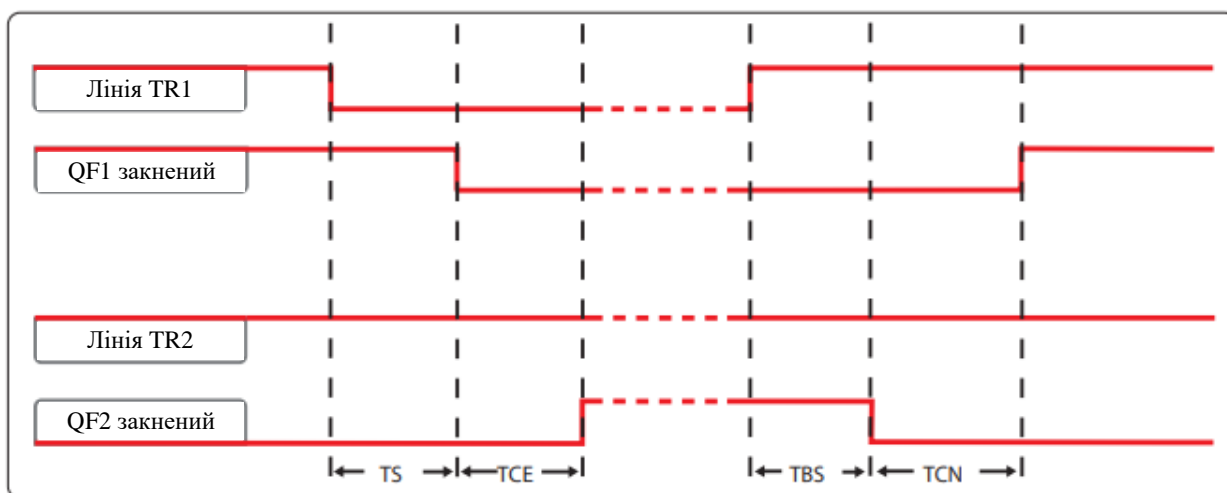 Лінія TR1
QF1 закнений
Лінія TR2
QF2 закнений
TS
TCE
TBS
TCN